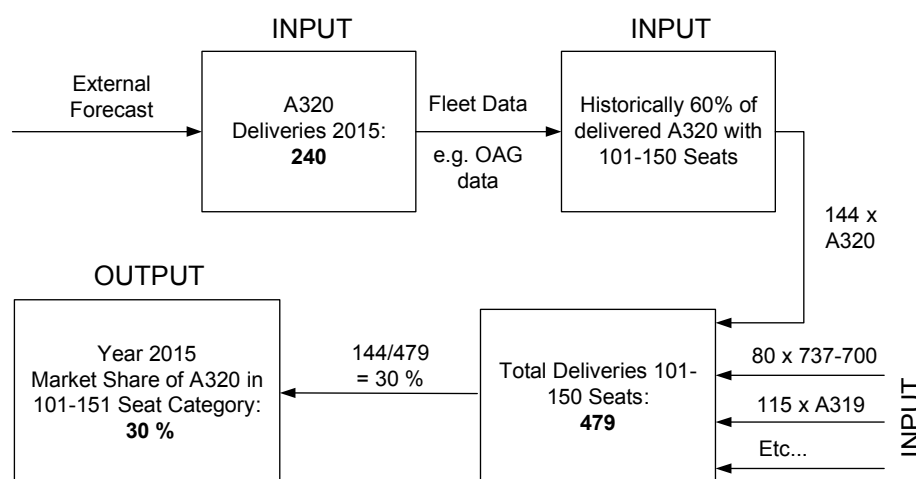 INPUT
INPUT
External
Forecast
A320
Deliveries 2015:
240
Fleet Data
e.g. OAG
data
Historically 60% of
delivered A320 with
101-150 Seats
144 x
A320
OUTPUT
Year 2015
Market Share of A320 in
101-151 Seat Category:
30 %
144/479
= 30 %
Total Deliveries 101-
150 Seats:
479
80 x 737-700
115 x A319
Etc...
INPUT